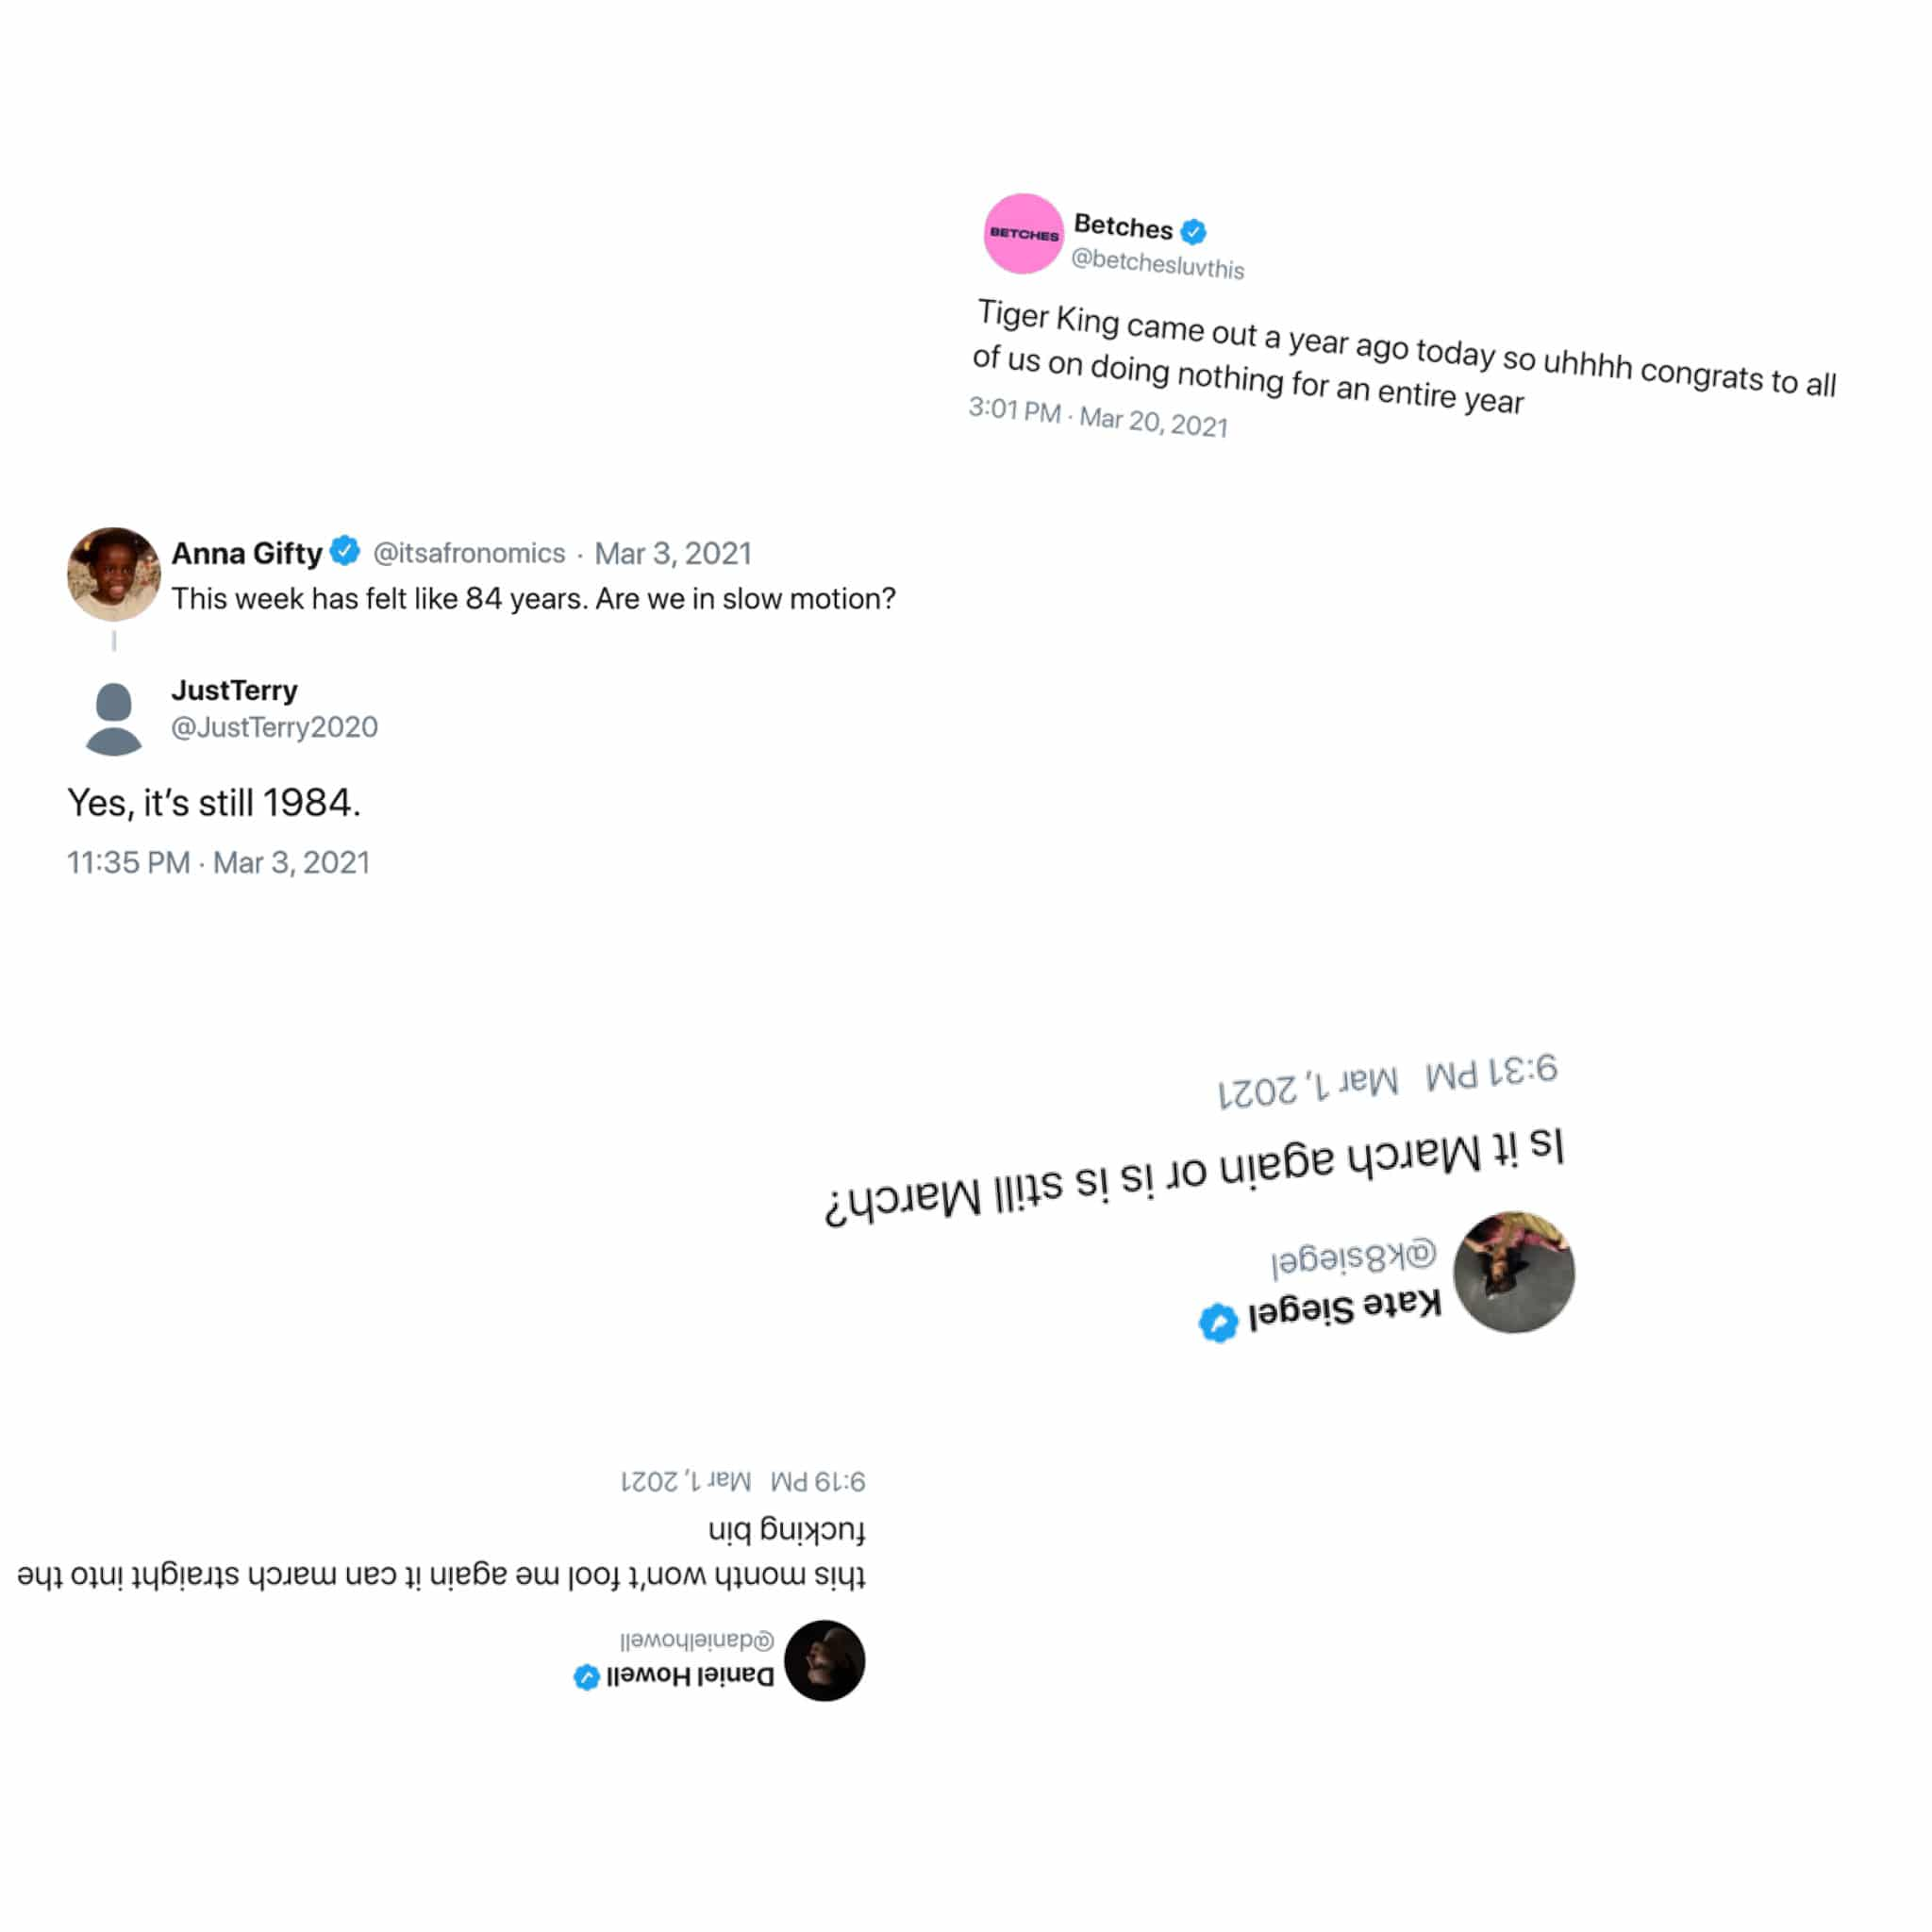 BETCHES
Betches
@betchesluvthis
Tiger King came out a year ago today so uhhhh congrats to all
of us on doing nothing for an entire year
3:01 PM · Mar 20, 2021
Anna Gifty @itsafronomics · Mar 3, 2021
This week has felt like 84 years. Are we in slow motion?
JustTerry
@JustTerry2020
Yes, it’s still 1984.
11:35 PM · Mar 3, 2021
Kate Siegel
@k8siegel
Is it March again or is is still March?
9:31 PM Mar 1, 2021
Daniel Howell
@danielhowell
this month won't fool me again it can march straight into the
fucking bin
9:19 PM Mar 1, 2021